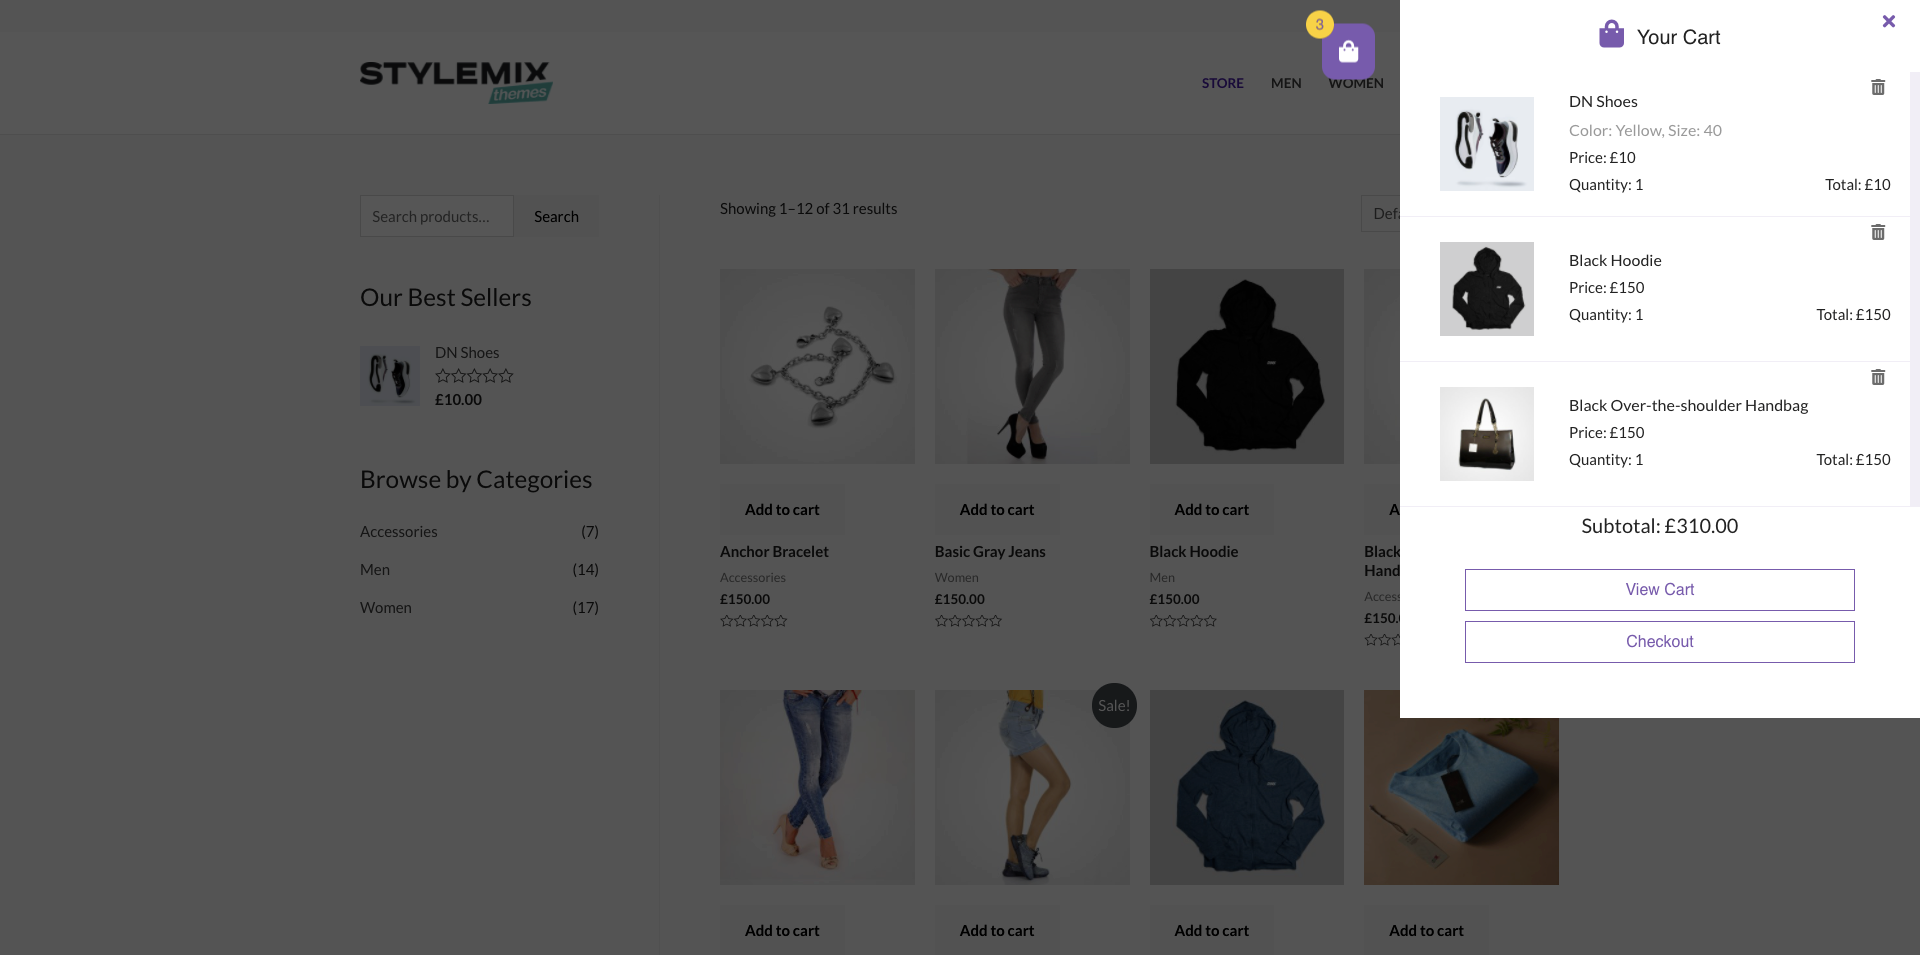 3
STYLEMIX
themes
STORE
MEN
WOMEN
Search products...
Search
Showing 1–12 of 31 results
Our Best Sellers
DN Shoes
£10.00
Browse by Categories
Accessories
(7)
Men
(14)
Women
(17)
Add to cart
Add to cart
Add to cart
Anchor Bracelet
Basic Gray Jeans
Black Hoodie
Black
Accessories
Women
Men
£150.00
£150.00
£150.00
Sale!
Add to cart
Add to cart
Add to cart
Add to cart
Your Cart
DN Shoes
Color: Yellow, Size: 40
Price: £10
Quantity: 1
Total: £10
Black Hoodie
Price: £150
Quantity: 1
Total: £150
Black Over-the-shoulder Handbag
Price: £150
Quantity: 1
Total: £150
Subtotal: £310.00
View Cart
Checkout